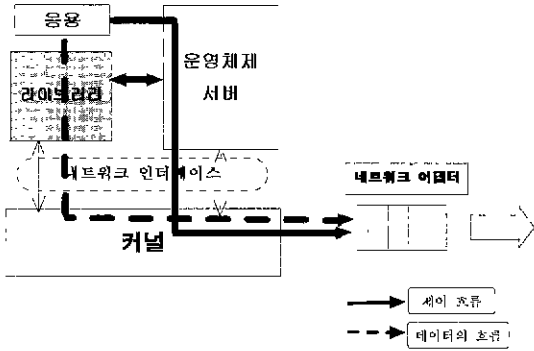 응용
운영체제
서버
라이브러리
네트워크 인터페이스
네트워크 어댑터
커널
제어 흐름
데이터의 흐름